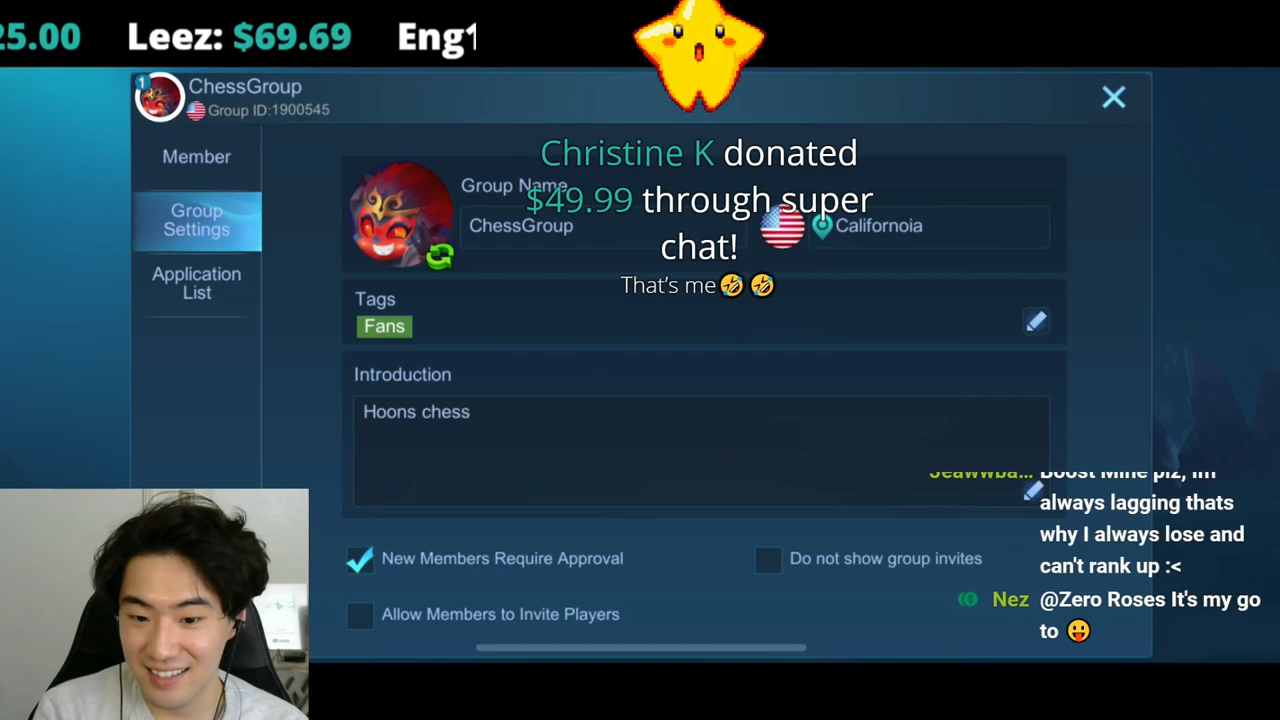 25.00 Leez: $69.69 Eng1
1
ChessGroup
Group ID:1900545
Member
Group
Settings
Application
List
Christine K donated
$49.99 through super
chat!
That's me🤣 🤣
Group Name
ChessGroup
Californoia
Tags
Fans
Introduction
Hoons chess
New Members Require Approval
Do not show group invites
Allow Members to Invite Players
Jeawwba... Boost Mine plz, im
always lagging thats
why I always lose and
can't rank up :<
Nez @Zero Roses It's my go
to 😛